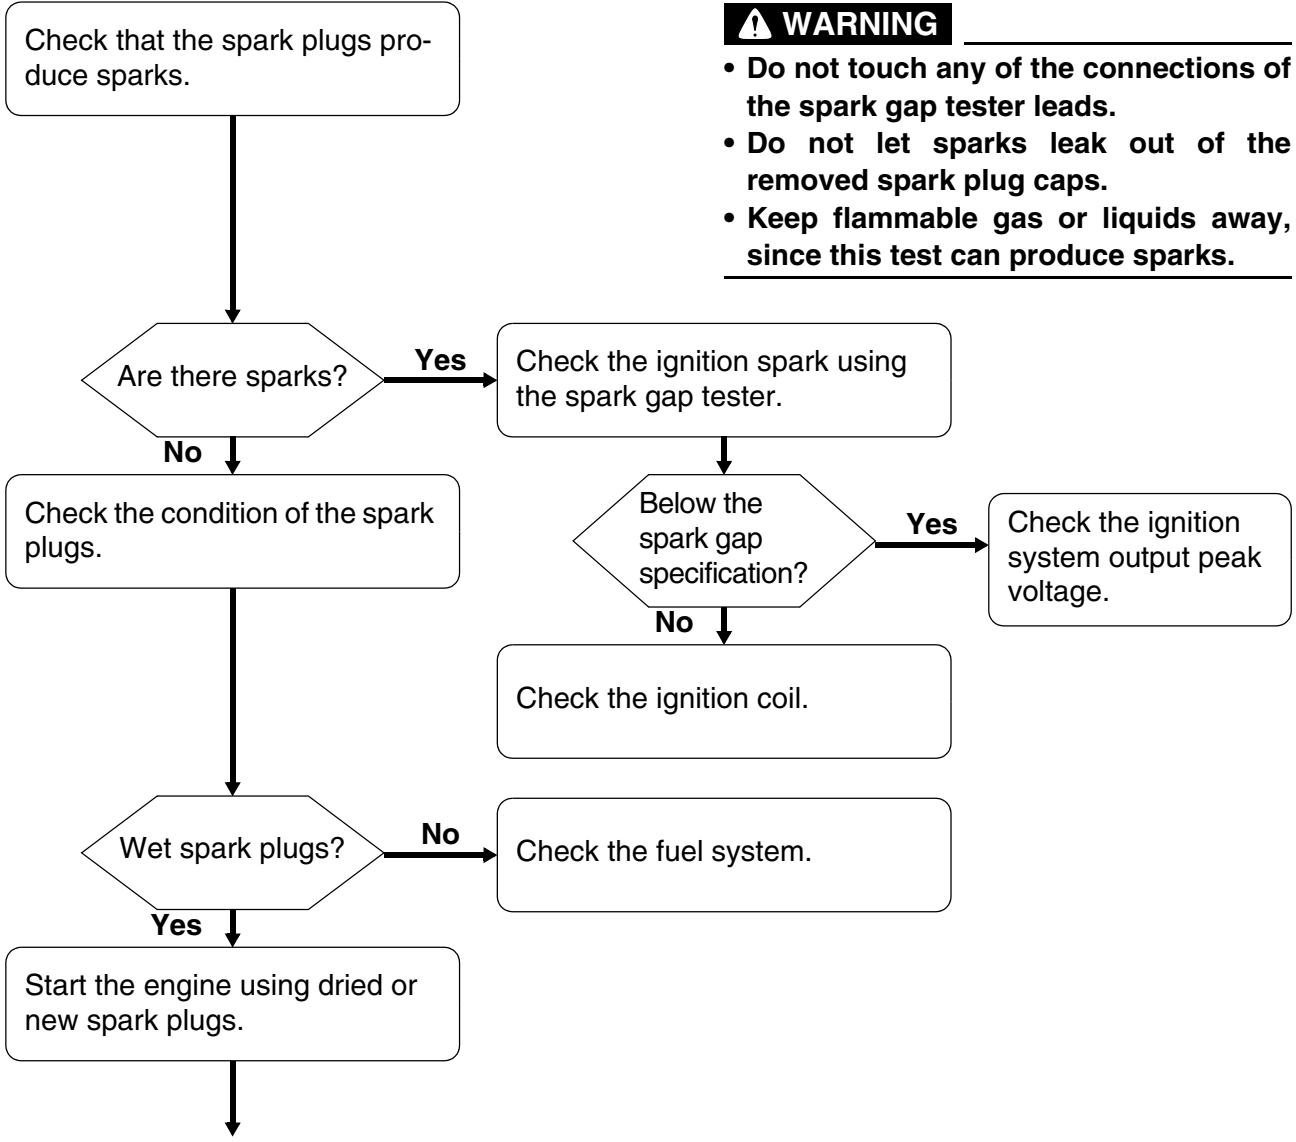 Check that the spark plugs pro-
duce sparks.
WARNING
• Do not touch any of the connections of
the spark gap tester leads.
• Do not let sparks leak out of the
removed spark plug caps.
• Keep flammable gas or liquids away,
since this test can produce sparks.
Are there sparks?
Yes
Check the ignition spark using
the spark gap tester.
No
Check the condition of the spark
plugs.
Below the
spark gap
specification?
Yes
Check the ignition
system output peak
voltage.
No
Check the ignition coil.
Wet spark plugs?
No
Check the fuel system.
Yes
Start the engine using dried or
new spark plugs.